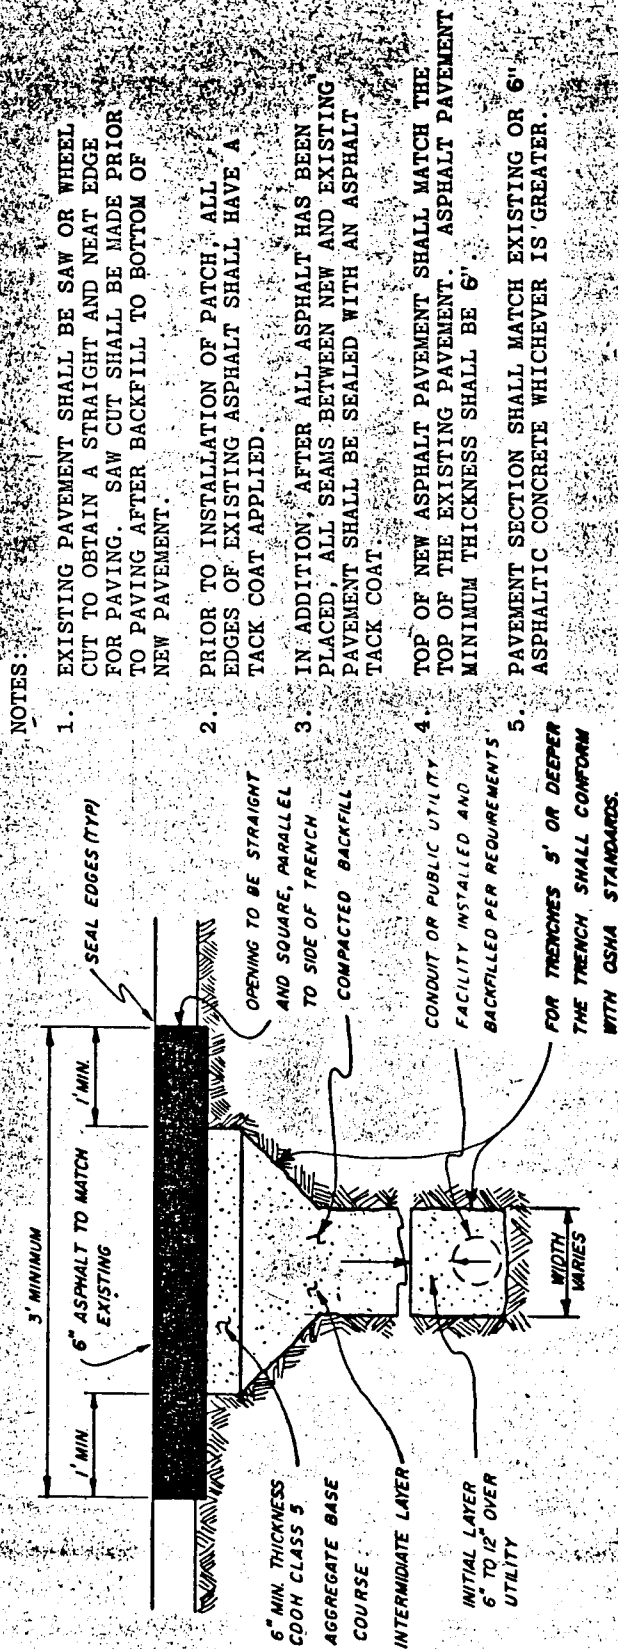 3' MINIMUM
1' MIN.
6" ASPHALT TO MATCH
EXISTING
1' MIN.
SEAL EDGES (TYP)
OPENING TO BE STRAIGHT
AND SQUARE, PARALLEL
TO SIDE OF TRENCH
COMPACTED BACKFILL
6" MIN. THICKNESS
CDOH CLASS 5
AGGREGATE BASE
COURSE
INTERMIDIATE LAYER
INITIAL LAYER
6" TO 12" OVER
UTILITY
WIDTH
VARIES
CONDUIT OR PUBLIC UTILITY
FACILITY INSTALLED AND
BACKFILLED PER REQUIREMENTS
FOR TRENCHES 5' OR DEEPER
THE TRENCH SHALL CONFORM
WITH OSHA STANDARDS.
NOTES:
1. EXISTING PAVEMENT SHALL BE SAW OR WHEEL
CUT TO OBTAIN A STRAIGHT AND NEAT EDGE
FOR PAVING. SAW CUT SHALL BE MADE PRIOR
TO PAVING AFTER BACKFILL TO BOTTOM OF
NEW PAVEMENT.
2. PRIOR TO INSTALLATION OF PATCH, ALL
EDGES OF EXISTING ASPHALT SHALL HAVE A
TACK COAT APPLIED.
3. IN ADDITION, AFTER ALL ASPHALT HAS BEEN
PLACED, ALL SEAMS BETWEEN NEW AND EXISTING
PAVEMENT SHALL BE SEALED WITH AN ASPHALT
TACK COAT.
4. TOP OF NEW ASPHALT PAVEMENT SHALL MATCH THE
TOP OF THE EXISTING PAVEMENT. ASPHALT PAVEMENT
MINIMUM THICKNESS SHALL BE 6".
5. PAVEMENT SECTION SHALL MATCH EXISTING OR 6"
ASPHALTIC CONCRETE WHICHEVER IS GREATER.